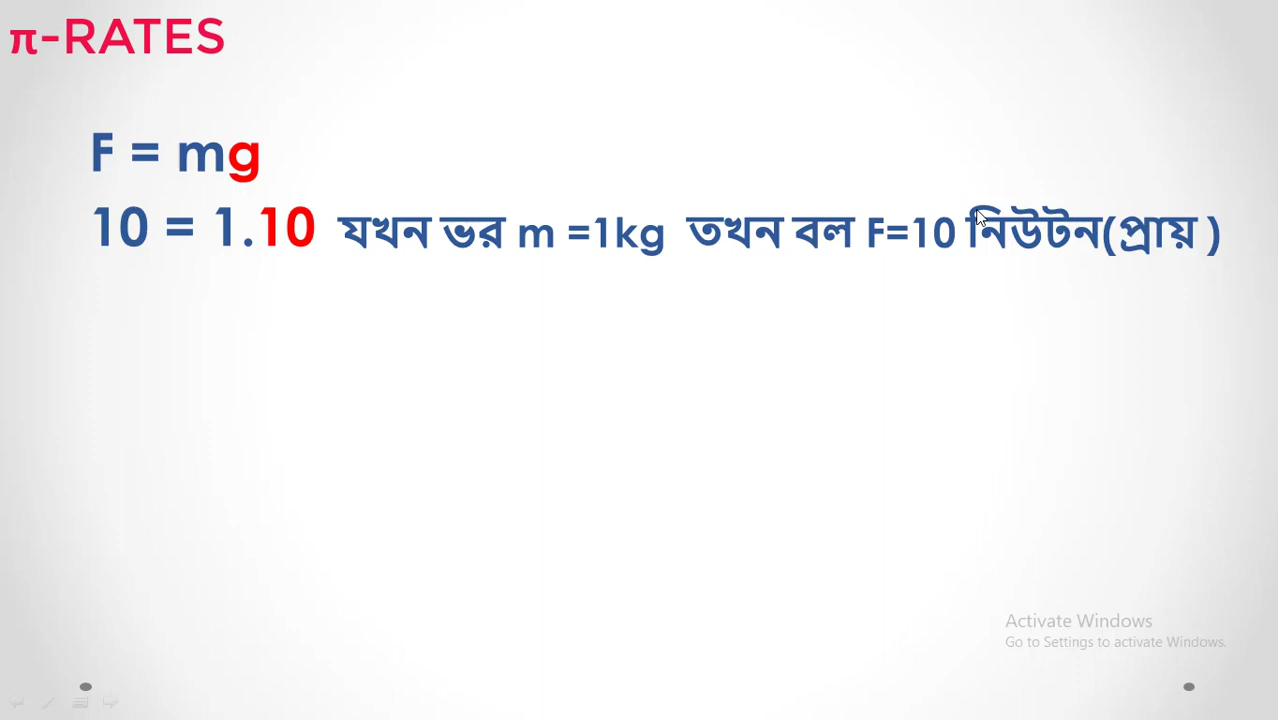 π-RATES
F = mg
10 = 1.10 যখন ভর m =1kg তখন বল F=10 নিউটন(প্রায় )
Activate Windows
Go to Settings to activate Windows.